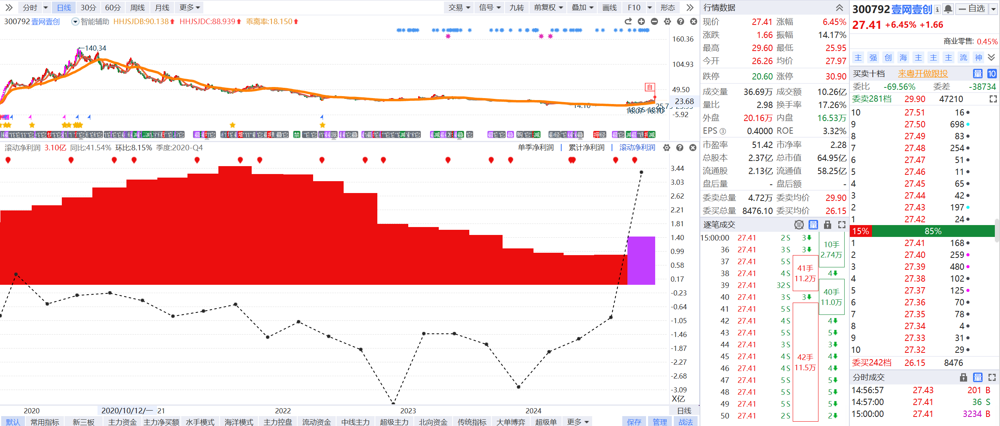 分时 日线 30分 60分 周线 月线 更多 交易 信号 九转 前复权 叠加 画线 F10 形态
300792 壹网壹创 智能辅助 HHJSJDB:90.138 HHJSJDC:88.939 乖离率:18.150
←140.34
160.36
104.93
49.50
23.68
-5.92
自
14.10
滚动净利润 3.10亿 同比:41.54% 环比:8.15% 季度:2020-Q4 单季净利润 累计净利润 滚动净利润
3.44
3.03
2.62
2.21
1.81
1.40
0.99
0.58
0.17
-0.23
-0.64
-1.05
-1.46
-1.87
-2.27
-2.68
-3.09
X亿
2020 2020/10/12/一 21 2022 2023 2024 日线
默认 常用指标 新三板 主力资金 主力净买额 水手模式 海洋模式 主力控盘 流动资金 中线主力 超级主力 北向资金 传统指标 大单博弈 超级单 更多 保存 管理 战法
行情数据
现价 27.41 涨幅 6.45%
涨跌 1.66 振幅 14.17%
最高 29.60 最低 25.95
今开 26.26 均价 27.97
跌停 20.60 涨停 30.90
成交量 36.69万 成交额 10.26亿
量比 2.98 换手率 17.26%
外盘 20.16万 内盘 16.53万
EPS ③ 0.4000 ROE 3.32%
市盈率 51.42 市净率 2.28
总股本 2.37亿 总市值 64.95亿
流通股 2.13亿 流通值 58.25亿
盘后量 - 盘后额 -
委卖总量 4.72万 委卖均价 29.90
委买总量 8476.10 委买均价 26.15
逐笔成交 单 量
15:00:00 27.41 2 S 3
36 27.41 3 S 3
37 27.41 5 S
38 27.41 4 S 4
39 27.41 32 S
40 27.41 3 S 3
41 27.41 5 S
42 27.41 4 S 4
43 27.41 5 S 5
44 27.41 3 S 3
45 27.41 4 S 4
46 27.41 4 S 4
47 27.41 5 S 5
48 27.41 5 S 5
49 27.41 5 S 5
50 27.41 2 S 2
10手
2.74万
41手
11.2万
40手
11.0万
42手
11.5万
300792 壹网壹创 i 自选
27.41 +6.45% +1.66
商业零售: 0.45%
主 强 创 海 主 主 主 流 神
买卖十档 来粤开做跟投 量 10
委比 -69.56% 委差 -38734
委卖281档 29.90 47210
10 27.51 16
9 27.50 698
8 27.49 83
7 27.48 254
6 27.47 51
5 27.46 11
4 27.45 65
3 27.44 42
2 27.43 197
1 27.42 24
15% 85%
1 27.41 168
2 27.40 259
3 27.39 480
4 27.38 102
5 27.37 125
6 27.36 70
7 27.35 78
8 27.34 4
9 27.33 31
10 27.32 29
委买242档 26.15 8476
分时成交 量
14:56:57 27.43 201 B
14:57:00 27.41 36 S
15:00:00 27.41 3234 B